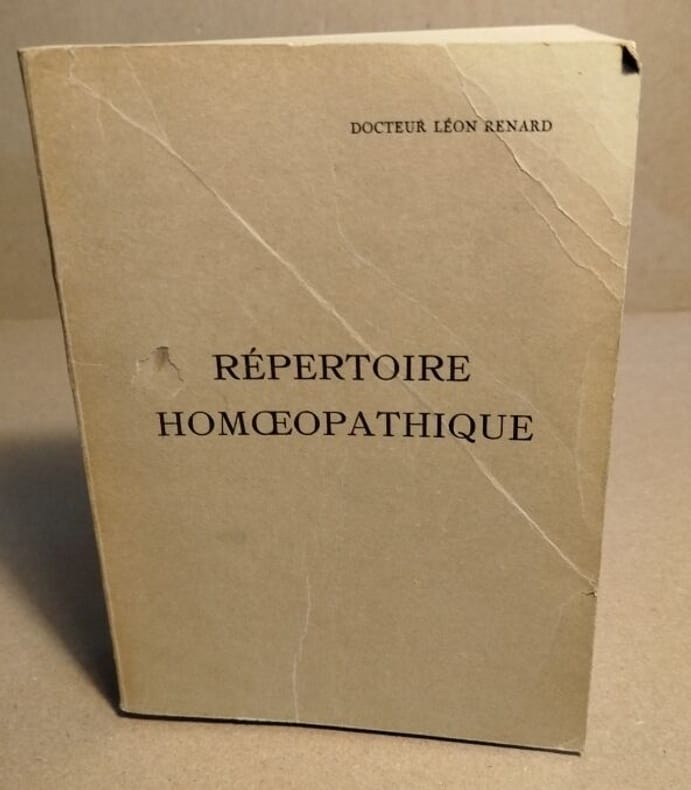 DOCTEUR LÉON RENARD
RÉPERTOIRE
HOMŒOPATHIQUE